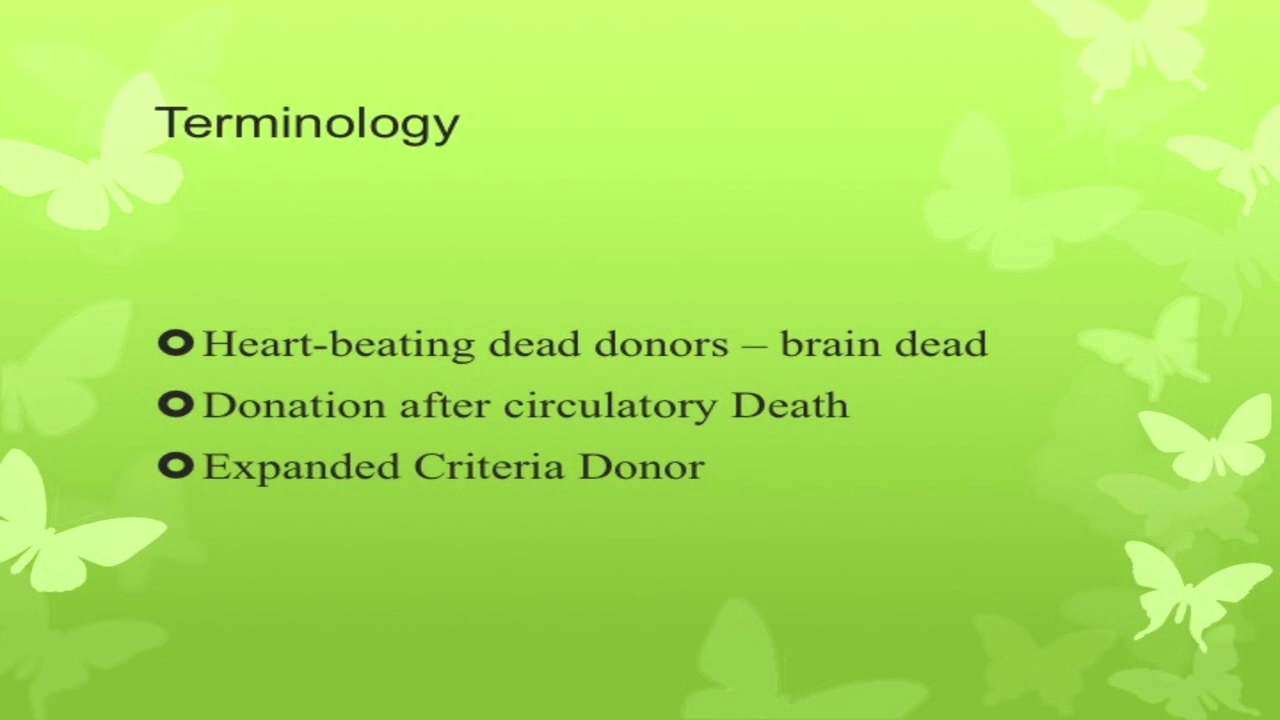 Terminology
Heart-beating dead donors – brain dead
Donation after circulatory Death
Expanded Criteria Donor